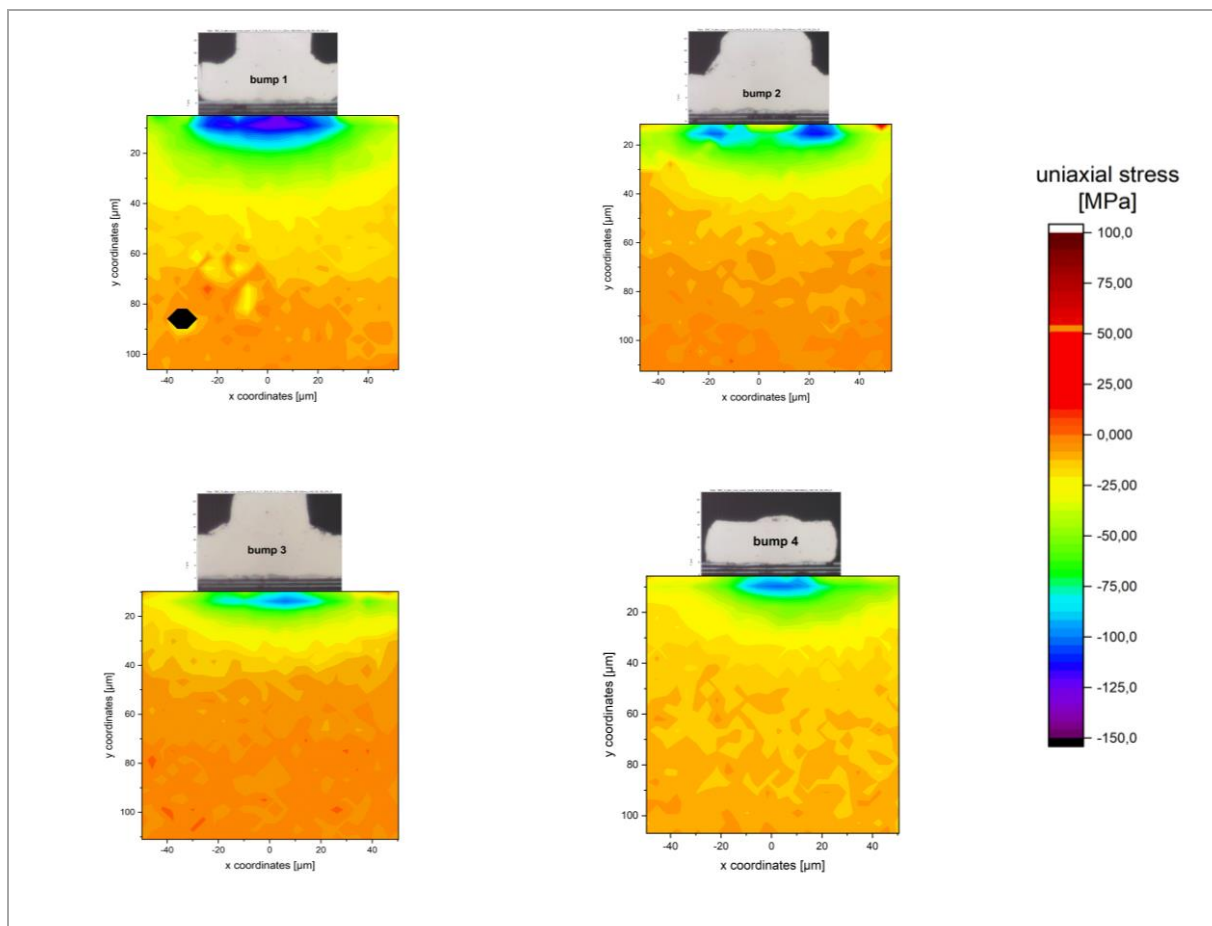 bump 1
20
40
60
80
100
y coordinates [µm]
-40 -20 0 20 40
x coordinates [µm]
bump 2
20
40
60
80
100
y coordinates [µm]
-40 -20 0 20 40
x coordinates [µm]
uniaxial stress
[MPa]
100,0
75,00
50,00
25,00
0,000
-25,00
-50,00
-75,00
-100,0
-125,0
-150,0
bump 3
20
40
60
80
100
y coordinates [µm]
-40 -20 0 20 40
x coordinates [µm]
bump 4
20
40
60
80
100
y coordinates [µm]
-40 -20 0 20 40
x coordinates [µm]